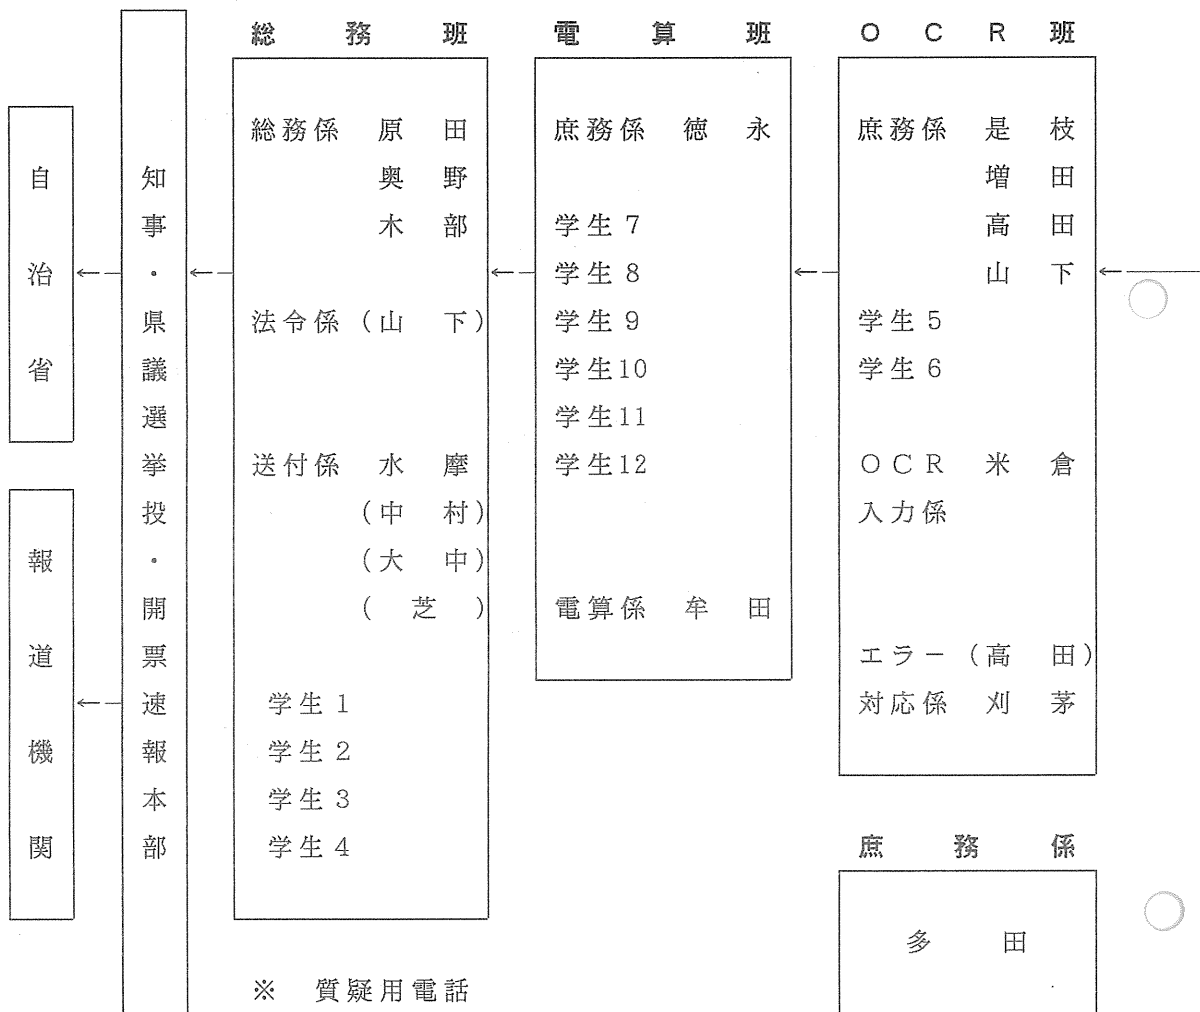 自治省
報道機関
知事・県議選挙投・開票速報本部
総務班
総務係 原田
奥野
木部
法令係(山下)
送付係 水摩
(中村)
(大中)
(芝)
学生1
学生2
学生3
学生4
※ 質疑用電話
電算班
庶務係 徳永
学生7
学生8
学生9
学生10
学生11
学生12
電算係 牟田
OCR班
庶務係 是枝
増田
高田
山下
学生5
学生6
OCR 米倉
入力係
エラー(高田)
対応係 刈茅
庶務係
多田